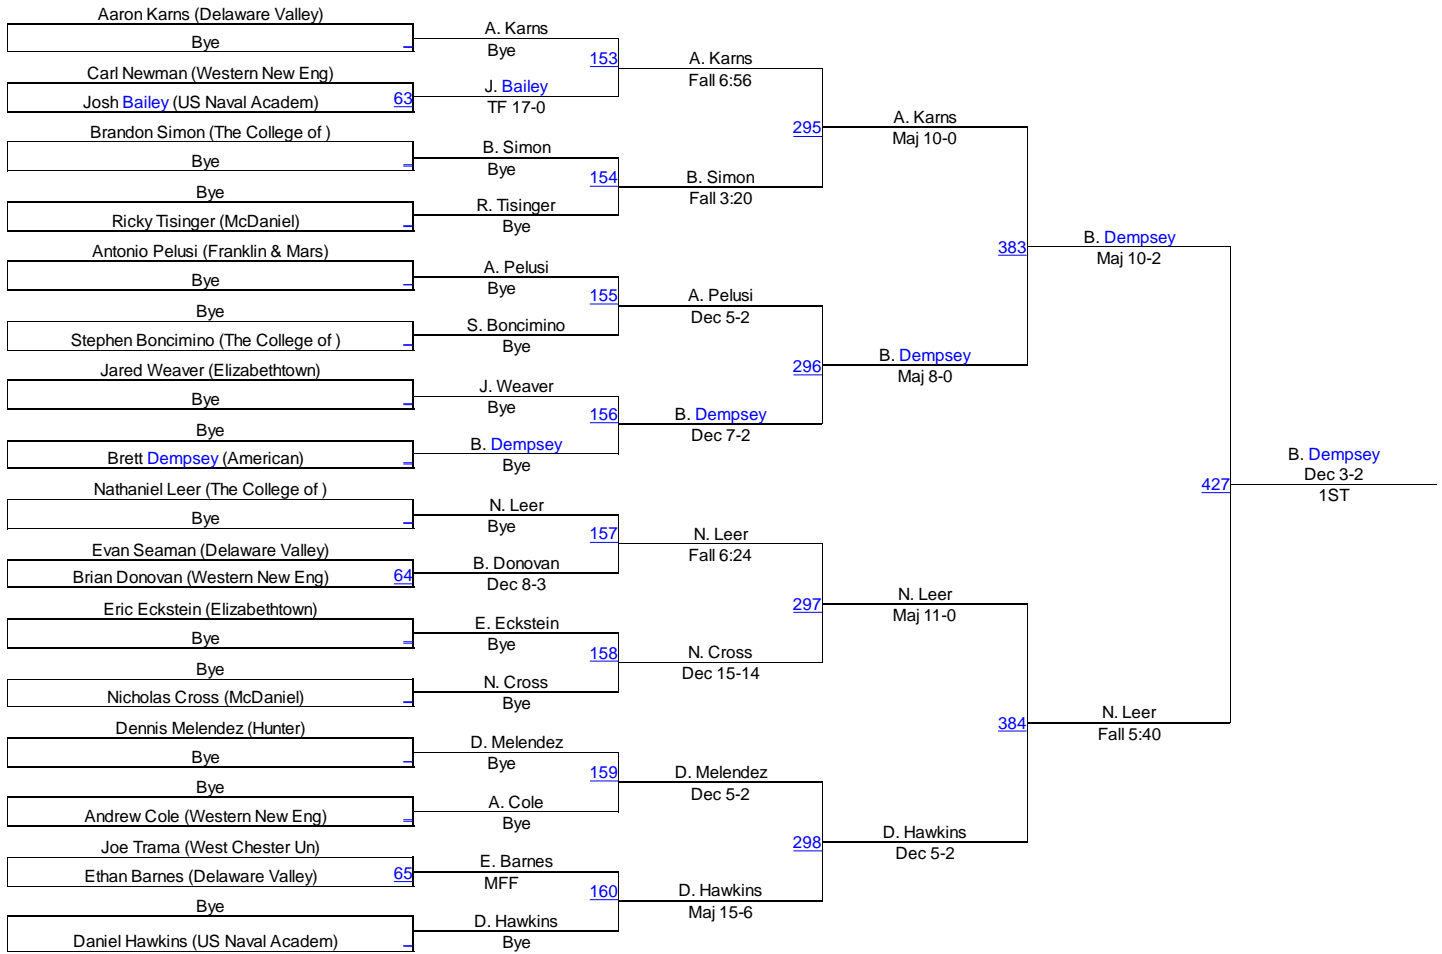 Aaron Karns (Delaware Valley)
Bye
A. Karns
Bye
153
Carl Newman (Western New Eng)
Josh Bailey (US Naval Academ)
63
J. Bailey
TF 17-0
A. Karns
Fall 6:56
295
Brandon Simon (The College of )
Bye
B. Simon
Bye
154
Bye
Ricky Tisinger (McDaniel)
R. Tisinger
Bye
B. Simon
Fall 3:20
A. Karns
Maj 10-0
383
Antonio Pelusi (Franklin & Mars)
Bye
A. Pelusi
Bye
155
Bye
Stephen Boncimino (The College of )
S. Boncimino
Bye
A. Pelusi
Dec 5-2
296
Jared Weaver (Elizabethtown)
Bye
J. Weaver
Bye
156
Bye
Brett Dempsey (American)
B. Dempsey
Bye
B. Dempsey
Dec 7-2
B. Dempsey
Maj 8-0
B. Dempsey
Maj 10-2
427
B. Dempsey
Dec 3-2
1ST
Nathaniel Leer (The College of )
Bye
N. Leer
Bye
157
Evan Seaman (Delaware Valley)
Brian Donovan (Western New Eng)
64
B. Donovan
Dec 8-3
N. Leer
Fall 6:24
297
Eric Eckstein (Elizabethtown)
Bye
E. Eckstein
Bye
158
Bye
Nicholas Cross (McDaniel)
N. Cross
Bye
N. Cross
Dec 15-14
N. Leer
Maj 11-0
384
N. Leer
Fall 5:40
Dennis Melendez (Hunter)
Bye
D. Melendez
Bye
159
Bye
Andrew Cole (Western New Eng)
A. Cole
Bye
D. Melendez
Dec 5-2
298
Joe Trama (West Chester Un)
Ethan Barnes (Delaware Valley)
65
E. Barnes
MFF
160
Bye
Daniel Hawkins (US Naval Academ)
D. Hawkins
Bye
D. Hawkins
Maj 15-6
D. Hawkins
Dec 5-2